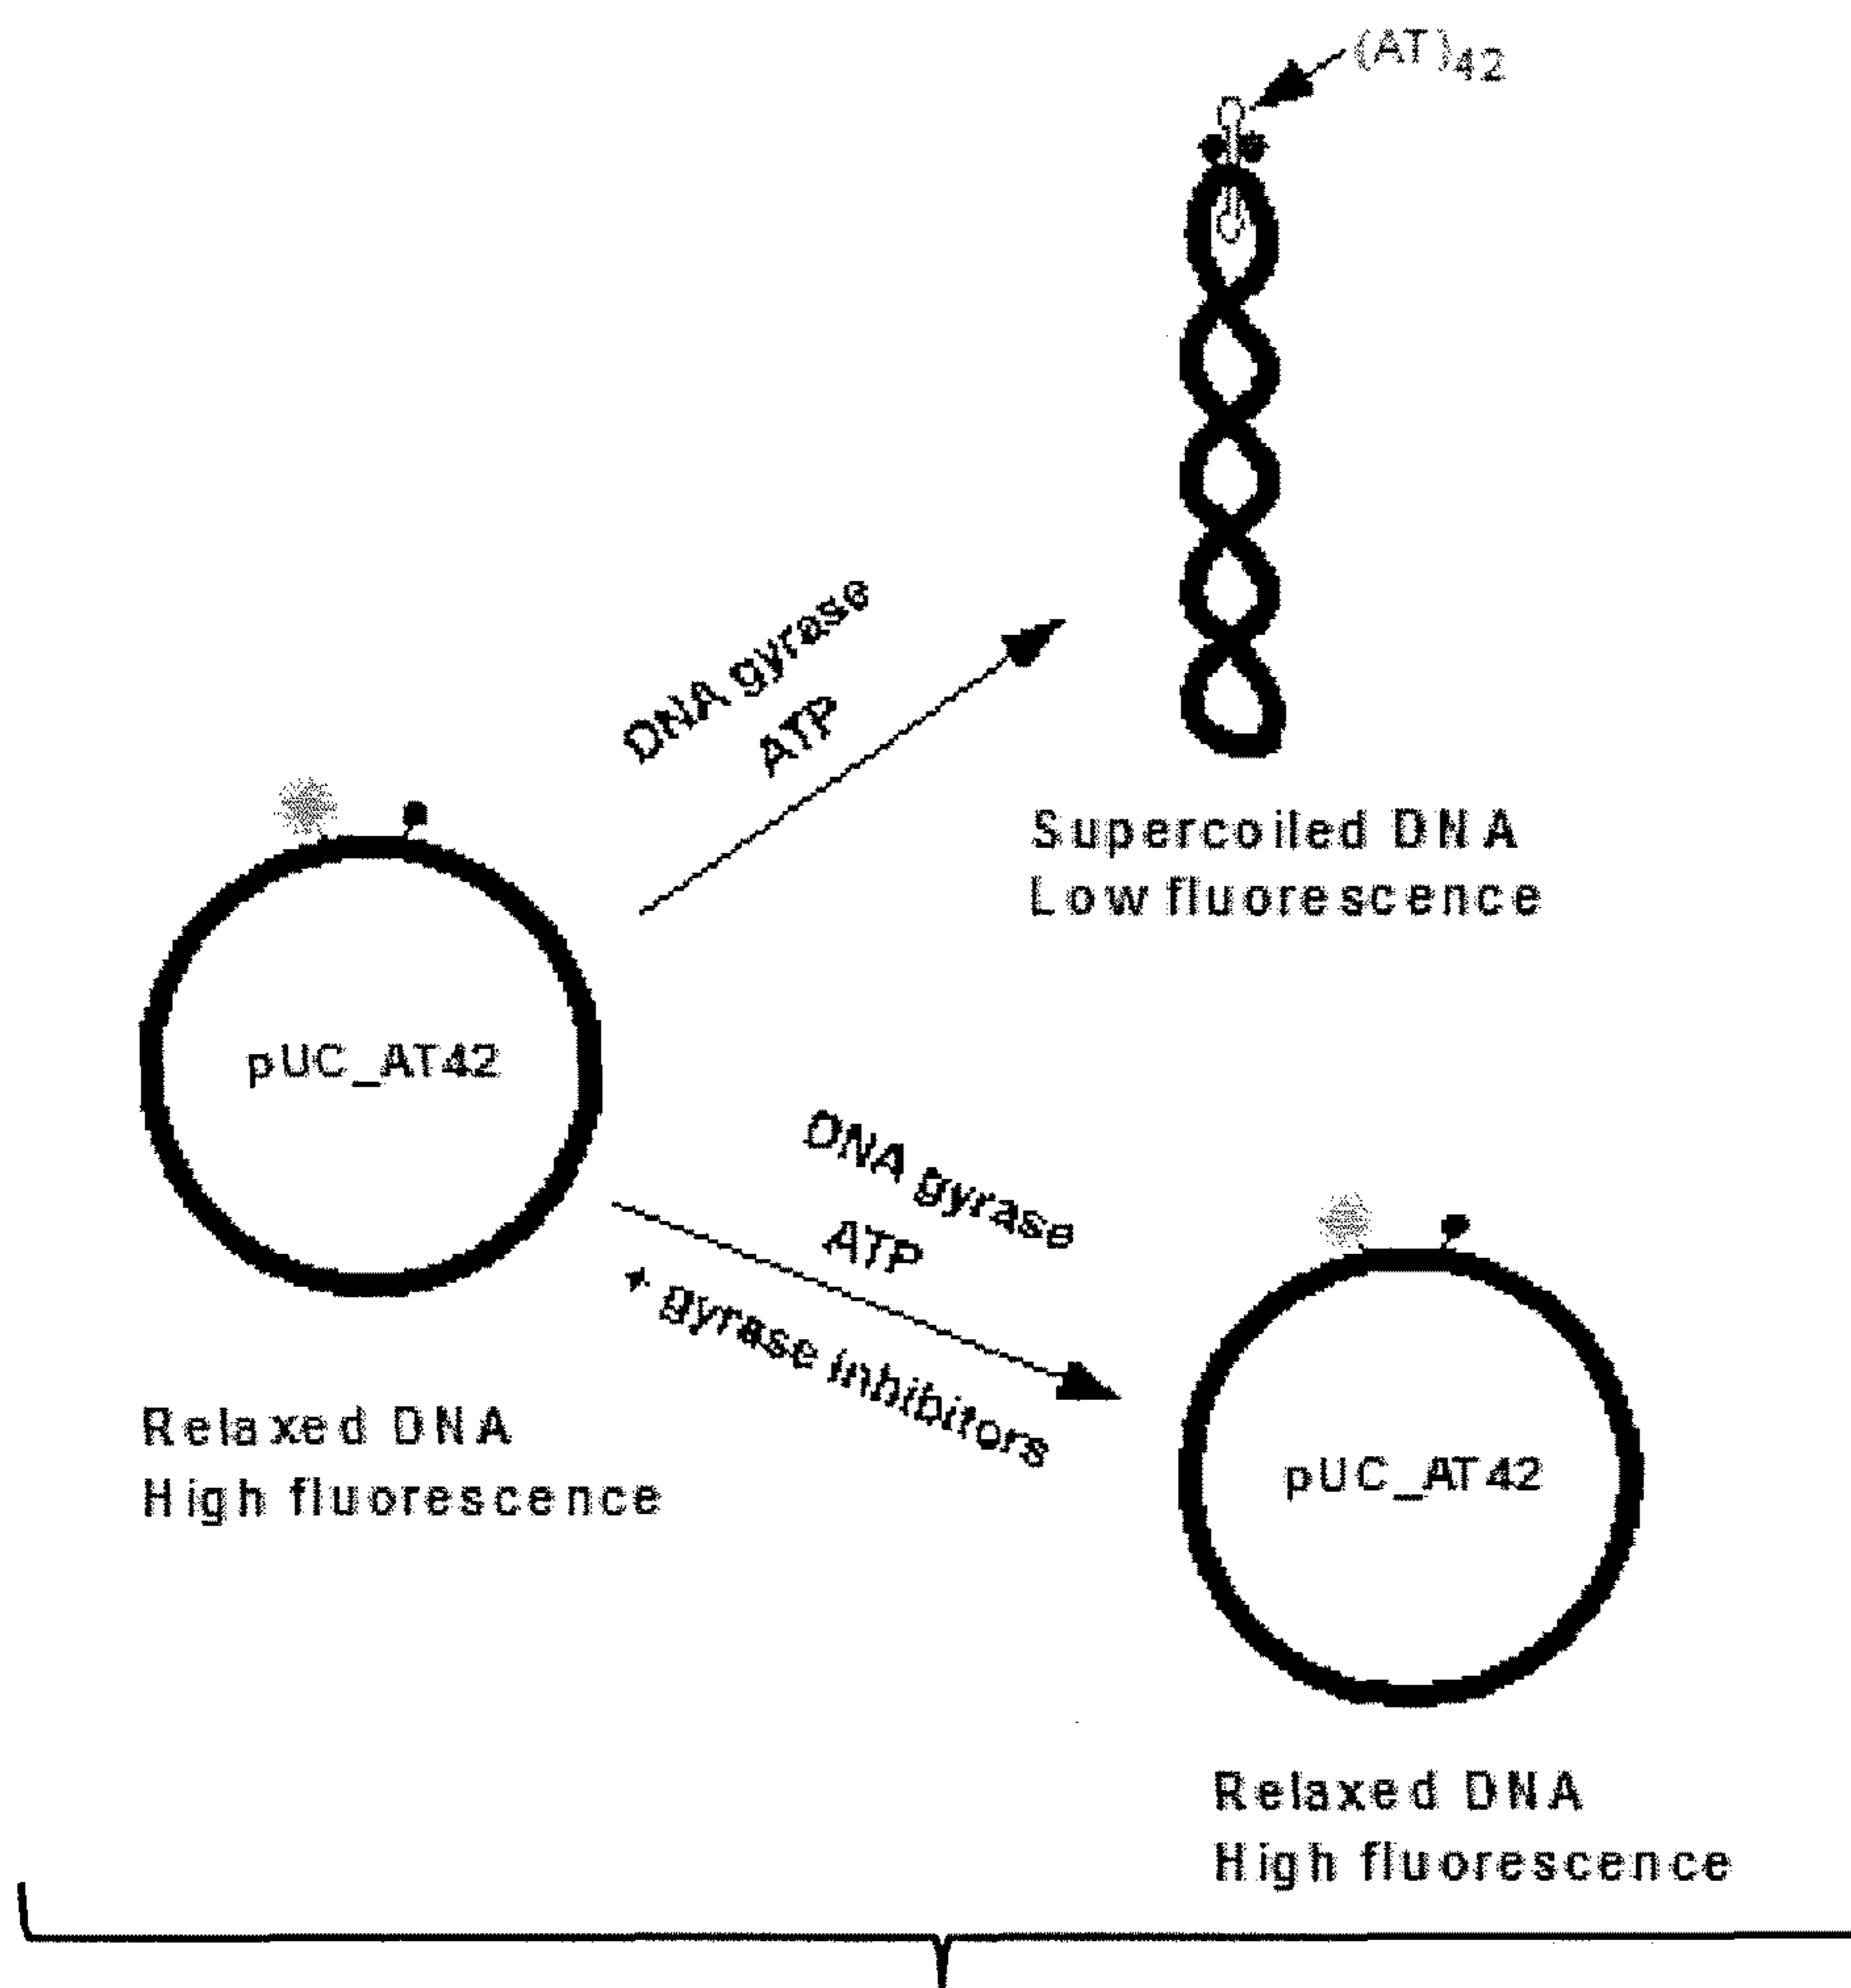 (AT)42
DNA gyrase
ATP
Supercoiled DNA
Low fluorescence
pUC_AT42
Relaxed DNA
High fluorescence
DNA gyrase
ATP
+ gyrase inhibitors
pUC_AT42
Relaxed DNA
High fluorescence